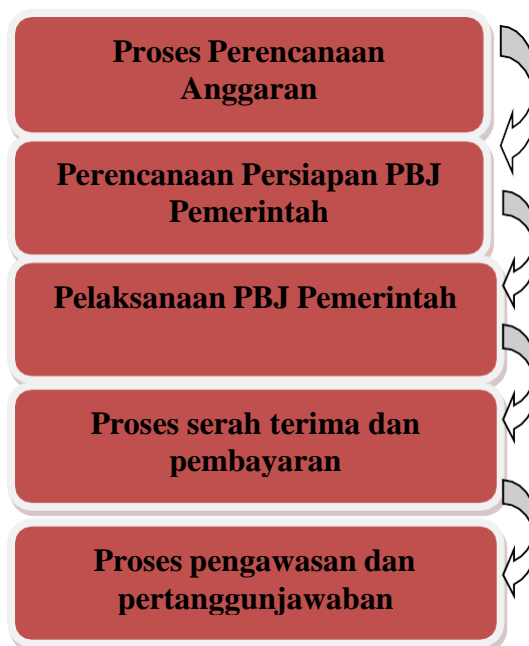 Proses Perencanaan
Anggaran
Perencanaan Persiapan PBJ
Pemerintah
Pelaksanaan PBJ Pemerintah
Proses serah terima dan
pembayaran
Proses pengawasan dan
pertanggunjawaban